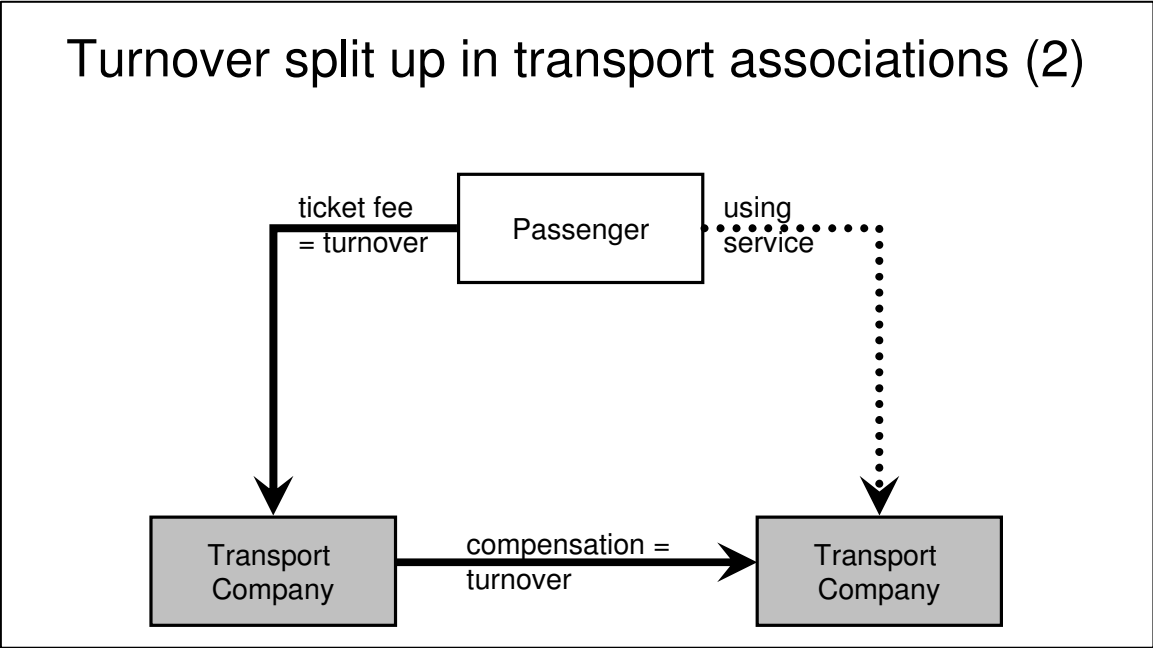 Turnover split up in transport associations (2)
ticket fee
= turnover
Passenger
using
service
Transport
Company
compensation =
turnover
Transport
Company